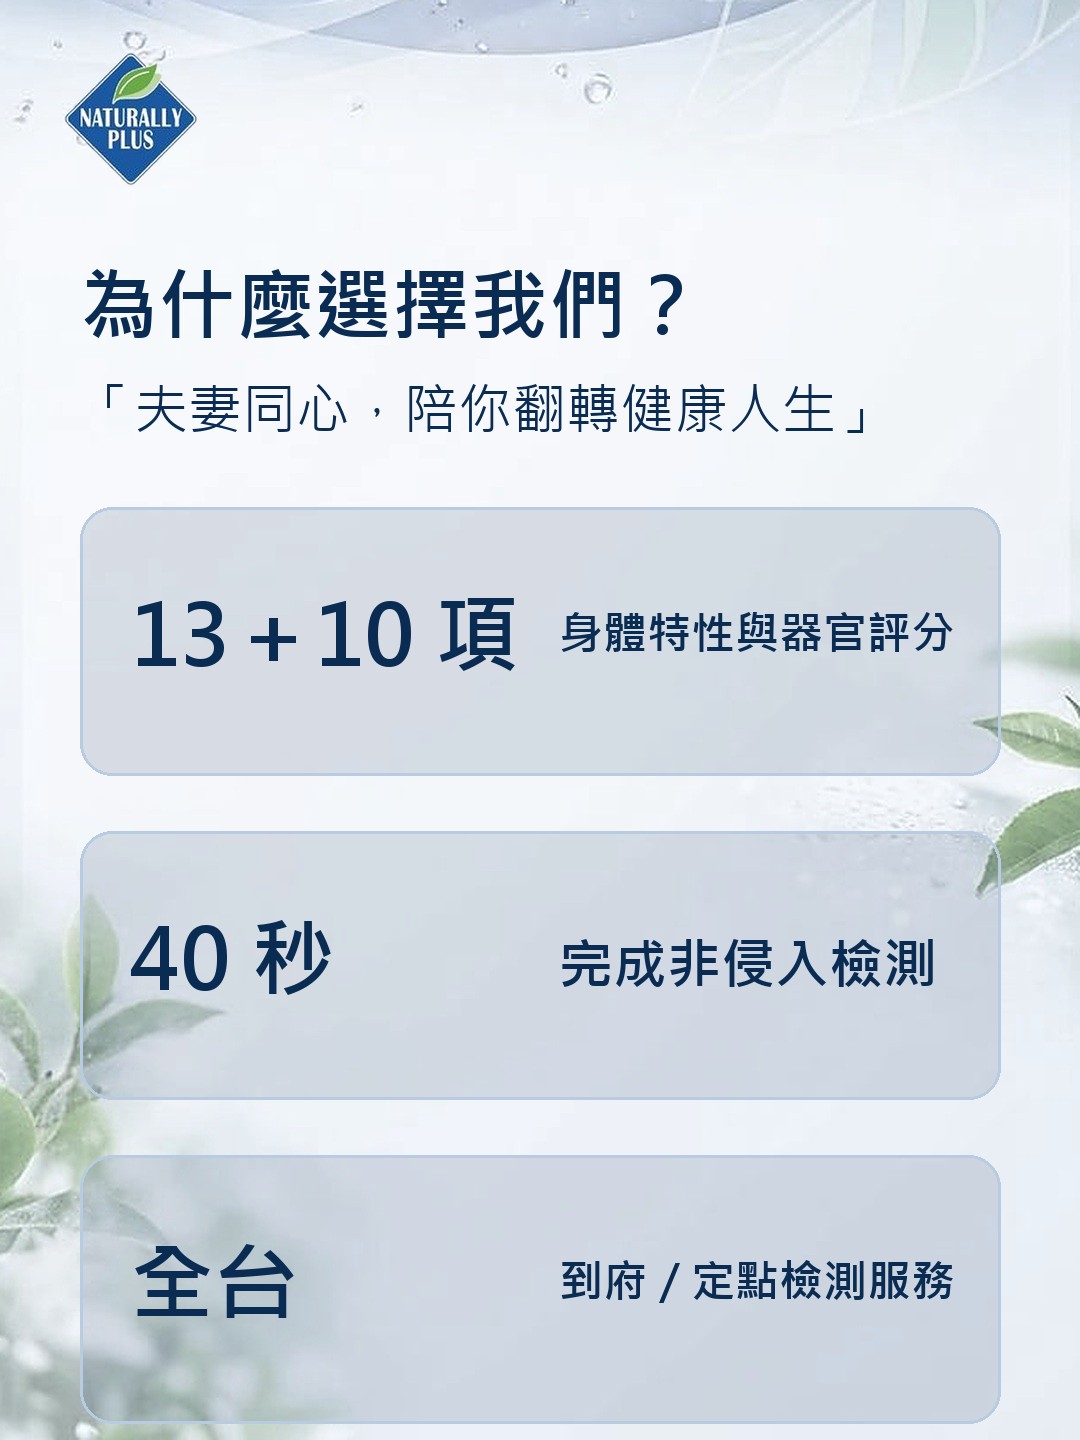 NATURALLY
PLUS
為什麼選擇我們？
「夫妻同心，陪你翻轉健康人生」
13+10 項 身體特性與器官評分
40 秒 完成非侵入檢測
全台 到府 / 定點檢測服務